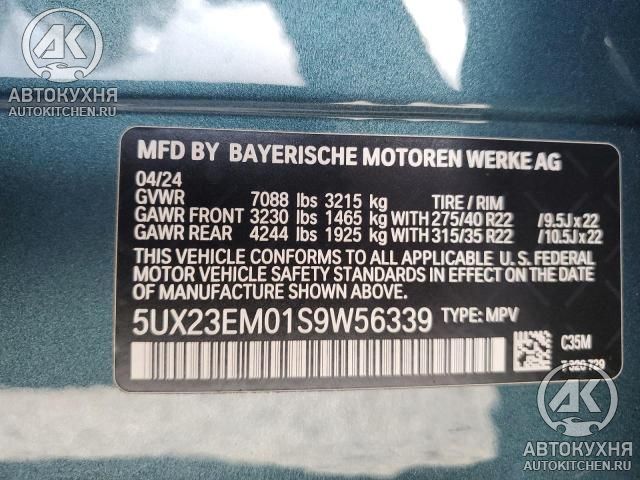 АВТОКУХНЯ
AUTOKITCHEN.RU
MFD BY BAYERISCHE MOTOREN WERKE AG
04/24
GVWR 7088 lbs 3215 kg TIRE / RIM
GAWR FRONT 3230 lbs 1465 kg WITH 275/40 R22 /9.5J x 22
GAWR REAR 4244 lbs 1925 kg WITH 315/35 R22 /10.5J x 22
THIS VEHICLE CONFORMS TO ALL APPLICABLE U. S. FEDERAL
MOTOR VEHICLE SAFETY STANDARDS IN EFFECT ON THE DATE
OF MANUFACTURE SHOWN ABOVE.
5UX23EM01S9W56339 TYPE: MPV
C35M
7 320 729
АВТОКУХНЯ
AUTOKITCHEN.RU